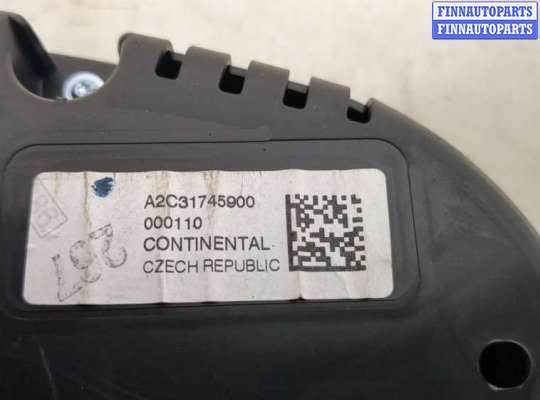 FINNAUTOPARTS
FINNAUTOPARTS
A2C31745900
000110
CONTINENTAL
CZECH REPUBLIC